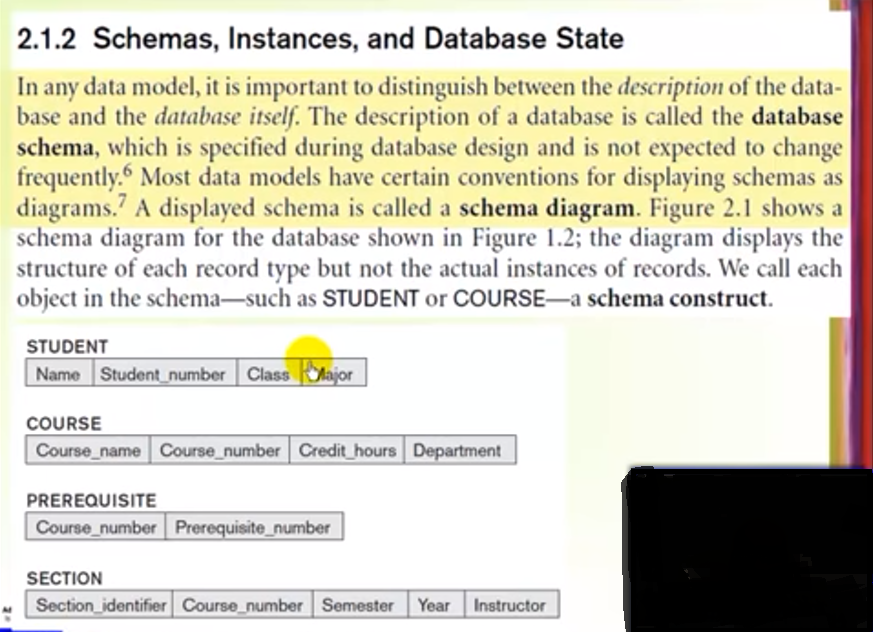 2.1.2 Schemas, Instances, and Database State
In any data model, it is important to distinguish between the description of the data-
base and the database itself. The description of a database is called the database
schema, which is specified during database design and is not expected to change
frequently.6 Most data models have certain conventions for displaying schemas as
diagrams.7 A displayed schema is called a schema diagram. Figure 2.1 shows a
schema diagram for the database shown in Figure 1.2; the diagram displays the
structure of each record type but not the actual instances of records. We call each
object in the schema—such as STUDENT or COURSE—a schema construct.
STUDENT
Name Student_number Class Major
COURSE
Course_name Course_number Credit_hours Department
PREREQUISITE
Course_number Prerequisite_number
SECTION
Section_identifier Course_number Semester Year Instructor